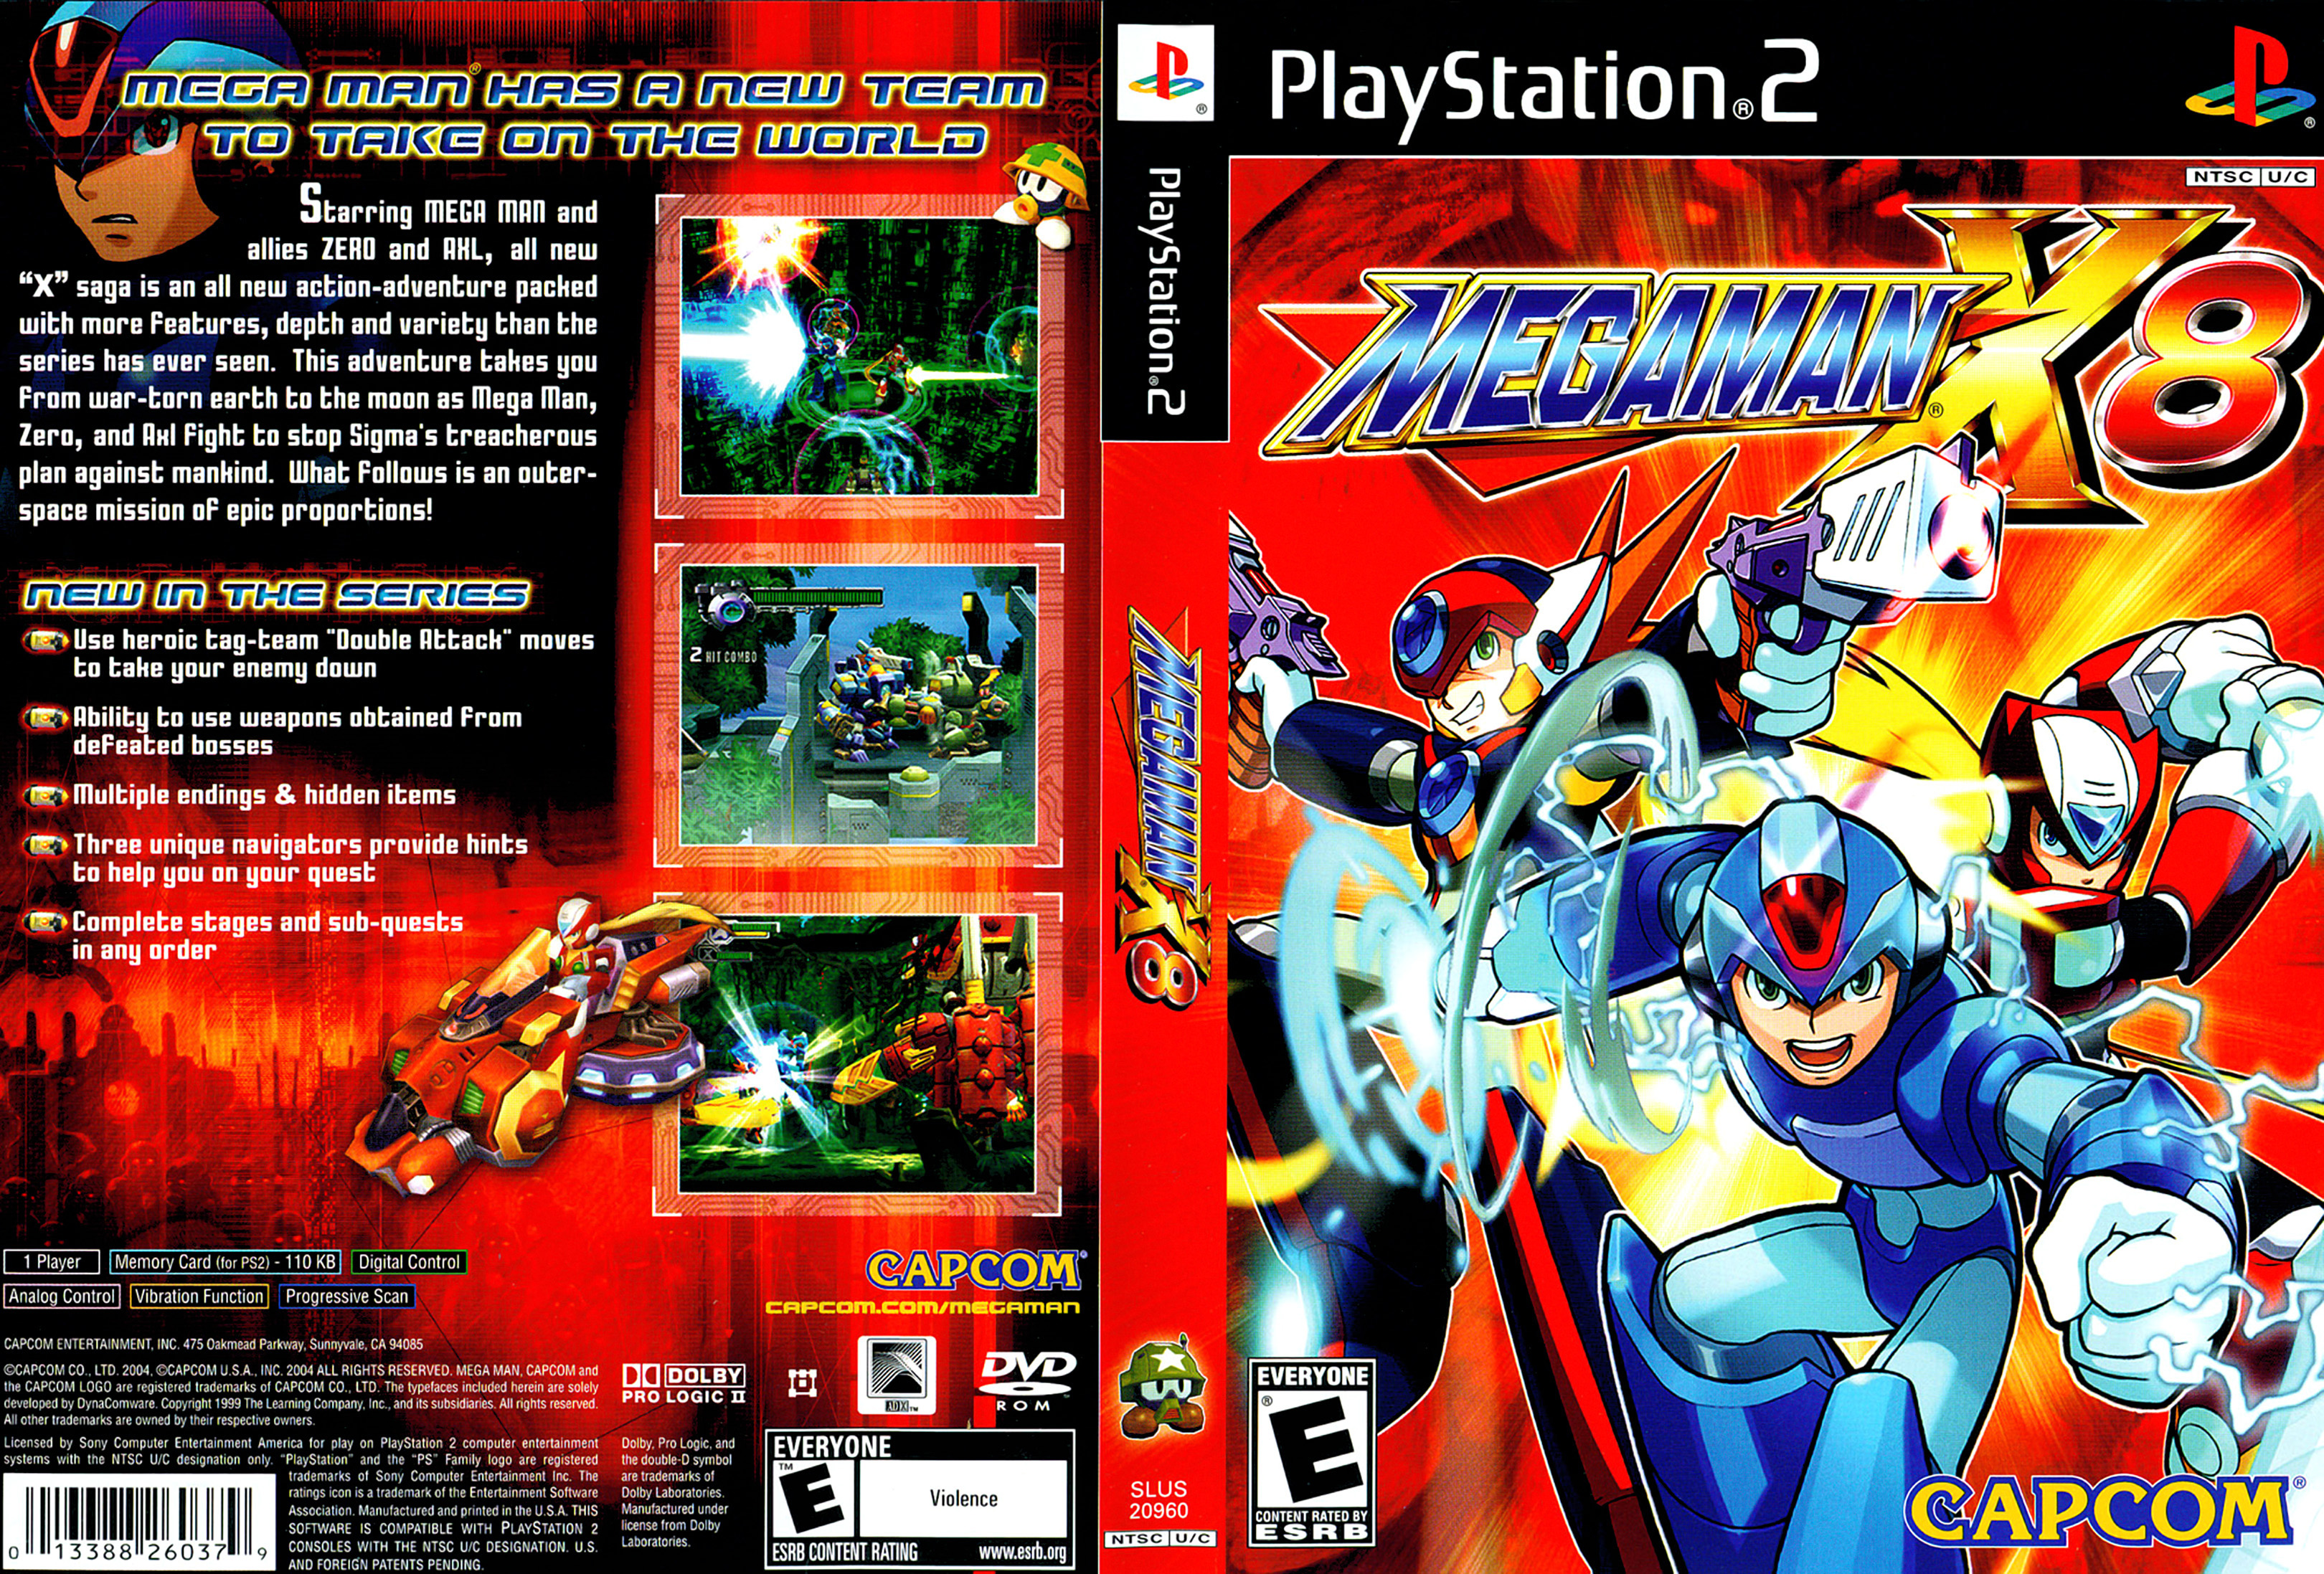 MEGA MAN® HAS A NEW TEAM
TO TAKE ON THE WORLD
Starring MEGA MAN and
allies ZERO and AXL, all new
“X” saga is an all new action-adventure packed
with more features, depth and variety than the
series has ever seen. This adventure takes you
from war-torn earth to the moon as Mega Man,
Zero, and Axl fight to stop Sigma's treacherous
plan against mankind. What follows is an outer-
space mission of epic proportions!
NEW IN THE SERIES
Use heroic tag-team "Double Attack" moves
to take your enemy down
Ability to use weapons obtained from
defeated bosses
Multiple endings & hidden items
Three unique navigators provide hints
to help you on your quest
Complete stages and sub-quests
in any order
2 HIT COMBO
1 Player
Memory Card (for PS2) - 110 KB
Digital Control
Analog Control
Vibration Function
Progressive Scan
CAPCOM®
CAPCOM.COM/MEGAMAN
CAPCOM ENTERTAINMENT, INC. 475 Oakmead Parkway, Sunnyvale, CA 94085
©CAPCOM CO., LTD. 2004, ©CAPCOM U.S.A., INC. 2004 ALL RIGHTS RESERVED. MEGA MAN, CAPCOM and
the CAPCOM LOGO are registered trademarks of CAPCOM CO., LTD. The typefaces included herein are solely
developed by DynaComware. Copyright 1999 The Learning Company, Inc., and its subsidiaries. All rights reserved.
All other trademarks are owned by their respective owners.
Licensed by Sony Computer Entertainment America for play on PlayStation 2 computer entertainment
systems with the NTSC U/C designation only. "PlayStation" and the "PS" Family logo are registered
trademarks of Sony Computer Entertainment Inc. The
ratings icon is a trademark of the Entertainment Software
Association. Manufactured and printed in the U.S.A. THIS
SOFTWARE IS COMPATIBLE WITH PLAYSTATION 2
CONSOLES WITH THE NTSC U/C DESIGNATION. U.S.
AND FOREIGN PATENTS PENDING.
0 13388 26037 9
DOLBY
PRO LOGIC II
Dolby, Pro Logic, and
the double-D symbol
are trademarks of
Dolby Laboratories.
Manufactured under
license from Dolby
Laboratories.
ADX™
DVD
ROM
EVERYONE
E™
Violence
ESRB CONTENT RATING www.esrb.org
PlayStation®2
MEGAMAN X8
SLUS
20960
NTSC U/C
PlayStation®2
NTSC U/C
MEGAMAN® X8
EVERYONE
E®
CONTENT RATED BY
ESRB
CAPCOM®